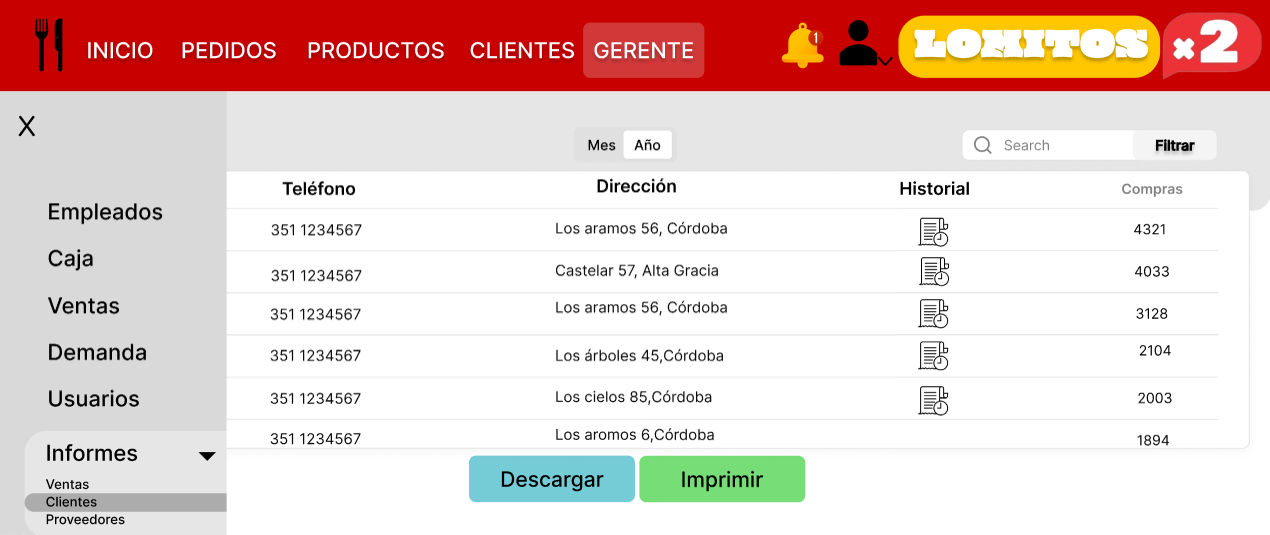 INICIO PEDIDOS PRODUCTOS CLIENTES GERENTE 1 LOMITOS x2
X
Mes Año Search Filtrar
Teléfono Dirección Historial Compras
351 1234567 Los aramos 56, Córdoba 4321
351 1234567 Castelar 57, Alta Gracia 4033
351 1234567 Los aramos 56, Córdoba 3128
351 1234567 Los árboles 45,Córdoba 2104
351 1234567 Los cielos 85,Córdoba 2003
351 1234567 Los aromos 6,Córdoba 1894
Empleados
Caja
Ventas
Demanda
Usuarios
Informes
Ventas
Clientes
Proveedores
Descargar Imprimir